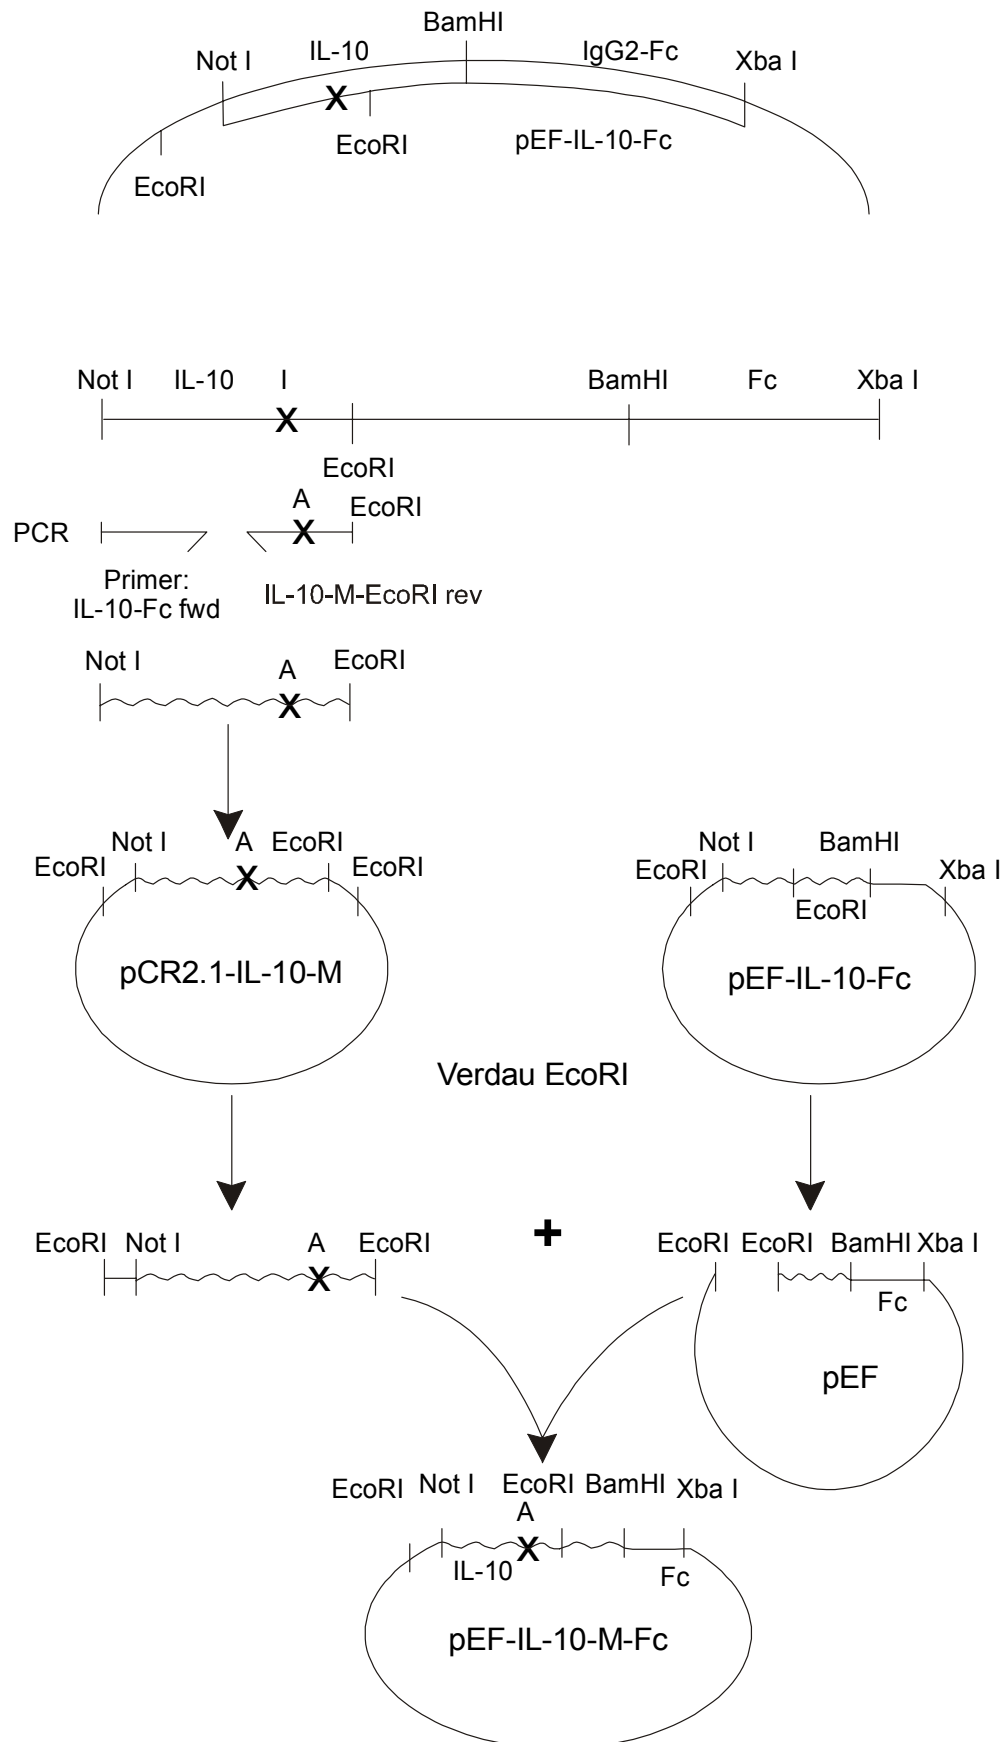 BamHI
Not I IL-10 IgG2-Fc Xba I
X
EcoRI EcoRI pEF-IL-10-Fc
Not I IL-10 I BamHI Fc Xba I
X
EcoRI
A EcoRI
PCR X
Primer:
IL-10-Fc fwd IL-10-M-EcoRI rev
Not I A EcoRI
X
EcoRI Not I A EcoRI EcoRI
X
pCR2.1-IL-10-M
EcoRI Not I BamHI Xba I
EcoRI
pEF-IL-10-Fc
Verdau EcoRI
EcoRI Not I A EcoRI
X
+
EcoRI EcoRI BamHI Xba I
Fc
pEF
EcoRI Not I EcoRI BamHI Xba I
A
X
IL-10 Fc
pEF-IL-10-M-Fc